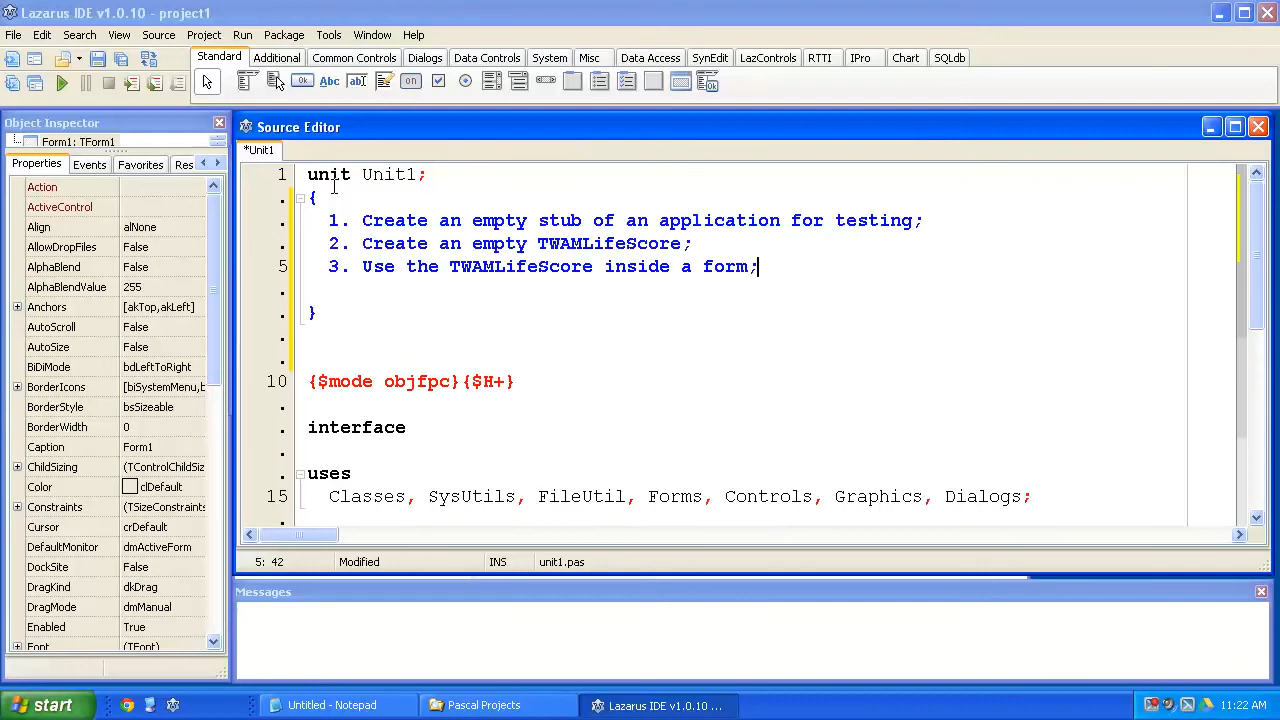 Lazarus IDE v1.0.10 - project1
File Edit Search View Source Project Run Package Tools Window Help
Standard Additional Common Controls Dialogs Data Controls System Misc Data Access SynEdit LazControls RTTI IPro Chart SQLdb
Ok Abc abI on
Object Inspector
Form1: TForm1
Properties Events Favorites Res
Action
ActiveControl
Align alNone
AllowDropFiles False
AlphaBlend False
AlphaBlendValue 255
Anchors [akTop,akLeft]
AutoScroll False
AutoSize False
BiDiMode bdLeftToRight
BorderIcons [biSystemMenu,b
BorderStyle bsSizeable
BorderWidth 0
Caption Form1
ChildSizing (TControlChildSiz
Color clDefault
Constraints (TSizeConstraints
Cursor crDefault
DefaultMonitor dmActiveForm
DockSite False
DragKind dkDrag
DragMode dmManual
Enabled True
Font (TFont)
Source Editor
*Unit1
1 unit Unit1;
. {
. 1. Create an empty stub of an application for testing;
. 2. Create an empty TWAMLifeScore;
5 3. Use the TWAMLifeScore inside a form;
.
. }
.
.
10 {$mode objfpc}{$H+}
.
. interface
.
. uses
15 Classes, SysUtils, FileUtil, Forms, Controls, Graphics, Dialogs;
.
5: 42 Modified INS unit1.pas
Messages
start Untitled - Notepad Pascal Projects Lazarus IDE v1.0.10 ... 11:22 AM